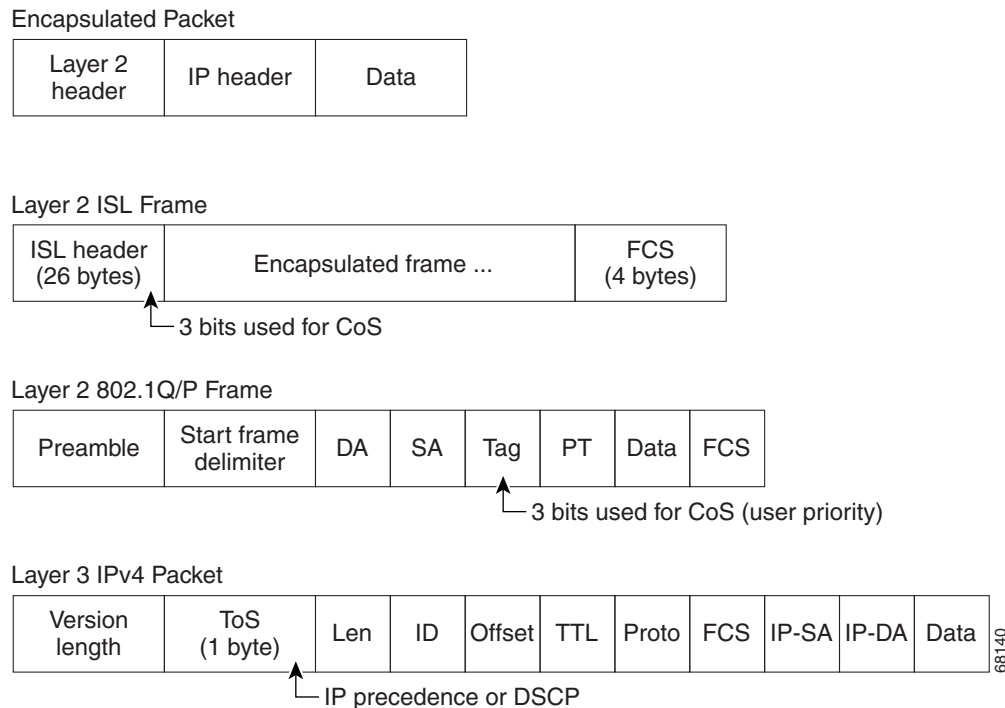 Encapsulated Packet
Layer 2
header
IP header
Data
Layer 2 ISL Frame
ISL header
(26 bytes)
Encapsulated frame ...
FCS
(4 bytes)
3 bits used for CoS
Layer 2 802.1Q/P Frame
Preamble
Start frame
delimiter
DA
SA
Tag
PT
Data
FCS
3 bits used for CoS (user priority)
Layer 3 IPv4 Packet
Version
length
ToS
(1 byte)
Len
ID
Offset
TTL
Proto
FCS
IP-SA
IP-DA
Data
68140
IP precedence or DSCP